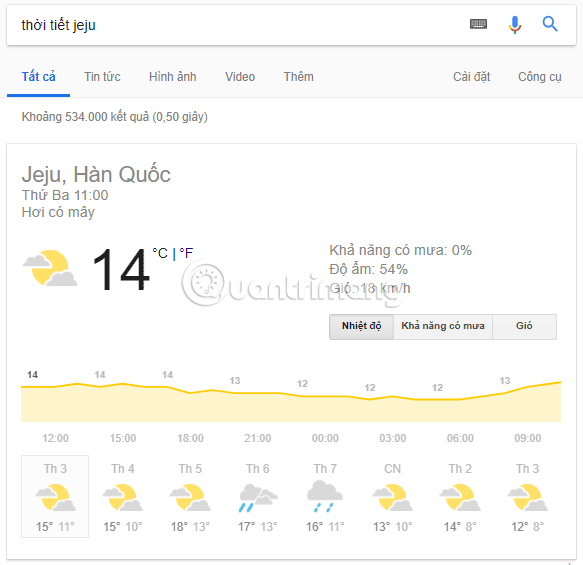 thời tiết jeju
Tất cả Tin tức Hình ảnh Video Thêm Cài đặt Công cụ
Khoảng 534.000 kết quả (0,50 giây)
Jeju, Hàn Quốc
Thứ Ba 11:00
Hơi có mây
14 °C | °F
Khả năng có mưa: 0%
Độ ẩm: 54%
Gió: 18 km/h
Quantrimang
Nhiệt độ Khả năng có mưa Gió
14 14 14 13 12 12 12 13
12:00 15:00 18:00 21:00 00:00 03:00 06:00 09:00
Th 3 Th 4 Th 5 Th 6 Th 7 CN Th 2 Th 3
15° 11° 15° 10° 18° 13° 17° 13° 16° 11° 13° 10° 14° 8° 12° 8°